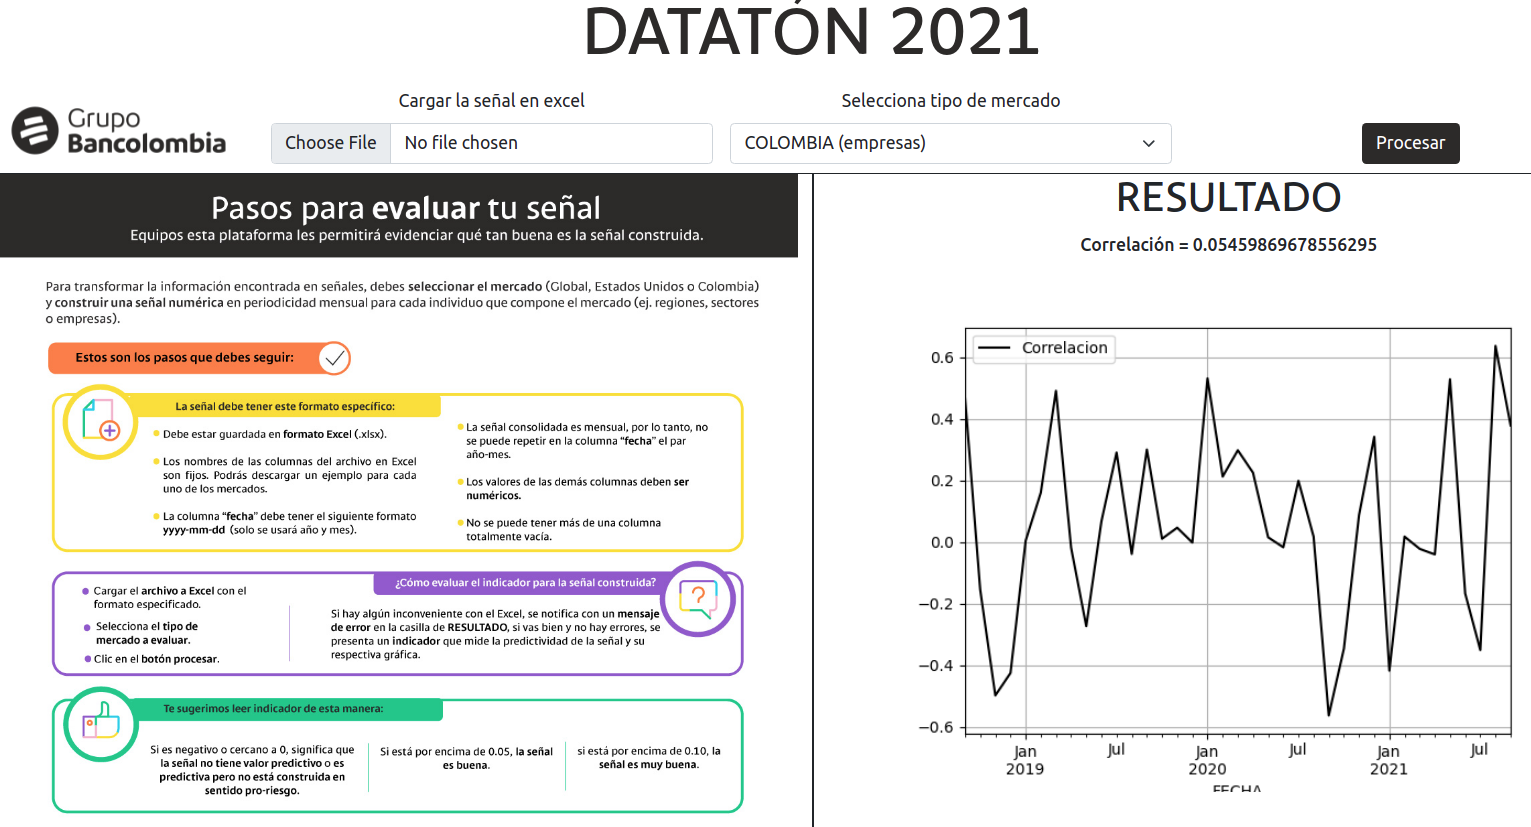 DATATÓN 2021
Grupo
Bancolombia
Cargar la señal en excel
Choose File No file chosen
Selecciona tipo de mercado
COLOMBIA (empresas)
Procesar
Pasos para evaluar tu señal
Equipos esta plataforma les permitirá evidenciar qué tan buena es la señal construida.
Para transformar la información encontrada en señales, debes seleccionar el mercado (Global, Estados Unidos o Colombia)
y construir una señal numérica en periodicidad mensual para cada individuo que compone el mercado (ej. regiones, sectores
o empresas).
Estos son los pasos que debes seguir:
La señal debe tener este formato específico:
Debe estar guardada en formato Excel (.xlsx).
Los nombres de las columnas del archivo en Excel
son fijos. Podrás descargar un ejemplo para cada
uno de los mercados.
La columna "fecha" debe tener el siguiente formato
yyyy-mm-dd (solo se usará año y mes).
La señal consolidada es mensual, por lo tanto, no
se puede repetir en la columna "fecha" el par
año-mes.
Los valores de las demás columnas deben ser
numéricos.
No se puede tener más de una columna
totalmente vacía.
¿Cómo evaluar el indicador para la señal construida?
Cargar el archivo a Excel con el
formato especificado.
Selecciona el tipo de
mercado a evaluar.
Clic en el botón procesar.
Si hay algún inconveniente con el Excel, se notifica con un mensaje
de error en la casilla de RESULTADO, si vas bien y no hay errores, se
presenta un indicador que mide la predictividad de la señal y su
respectiva gráfica.
Te sugerimos leer indicador de esta manera:
Si es negativo o cercano a 0, significa que
la señal no tiene valor predictivo o es
predictiva pero no está construida en
sentido pro-riesgo.
Si está por encima de 0.05, la señal
es buena.
si está por encima de 0.10, la
señal es muy buena.
RESULTADO
Correlación = 0.05459869678556295
Correlacion
0.6
0.4
0.2
0.0
−0.2
−0.4
−0.6
Jan Jul Jan Jul Jan Jul
2019 2020 2021
FECHA